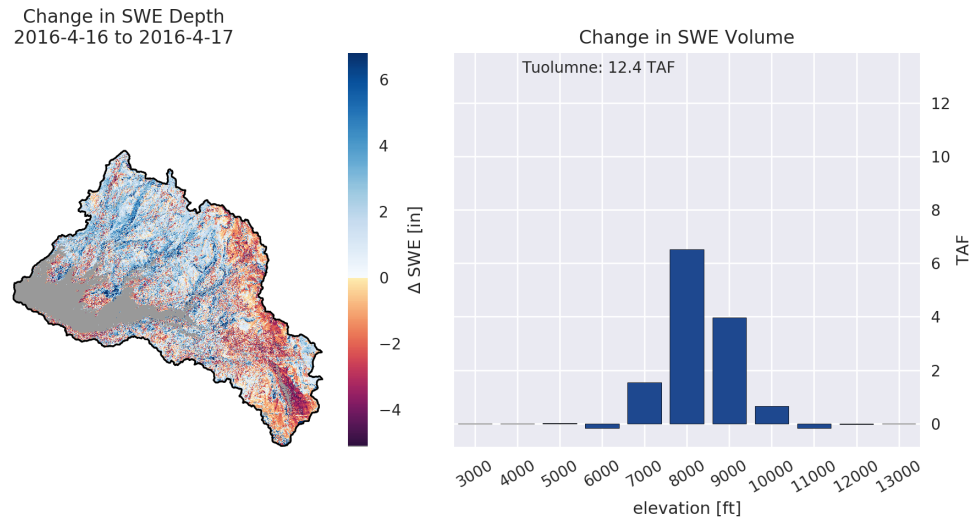 Change in SWE Depth
2016-4-16 to 2016-4-17
6
4
2
0
−2
−4
Δ SWE [in]
Change in SWE Volume
Tuolumne: 12.4 TAF
12
10
8
6
4
2
0
TAF
3000 4000 5000 6000 7000 8000 9000 10000 11000 12000 13000
elevation [ft]